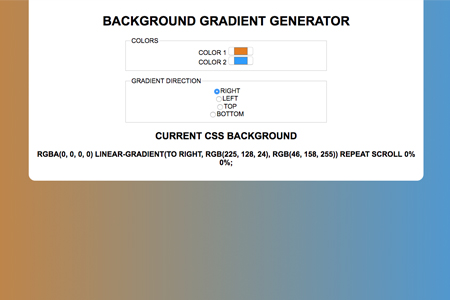 BACKGROUND GRADIENT GENERATOR
COLORS
COLOR 1
COLOR 2
GRADIENT DIRECTION
RIGHT
LEFT
TOP
BOTTOM
CURRENT CSS BACKGROUND
RGBA(0, 0, 0, 0) LINEAR-GRADIENT(TO RIGHT, RGB(225, 128, 24), RGB(46, 158, 255)) REPEAT SCROLL 0%
0%;